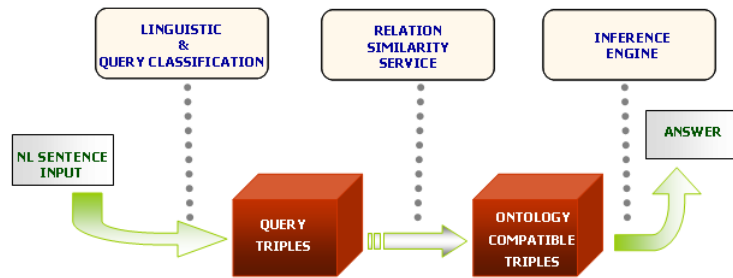 LINGUISTIC
&
QUERY CLASSIFICATION
RELATION
SIMILARITY
SERVICE
INFERENCE
ENGINE
NL SENTENCE
INPUT
QUERY
TRIPLES
ONTOLOGY
COMPATIBLE
TRIPLES
ANSWER